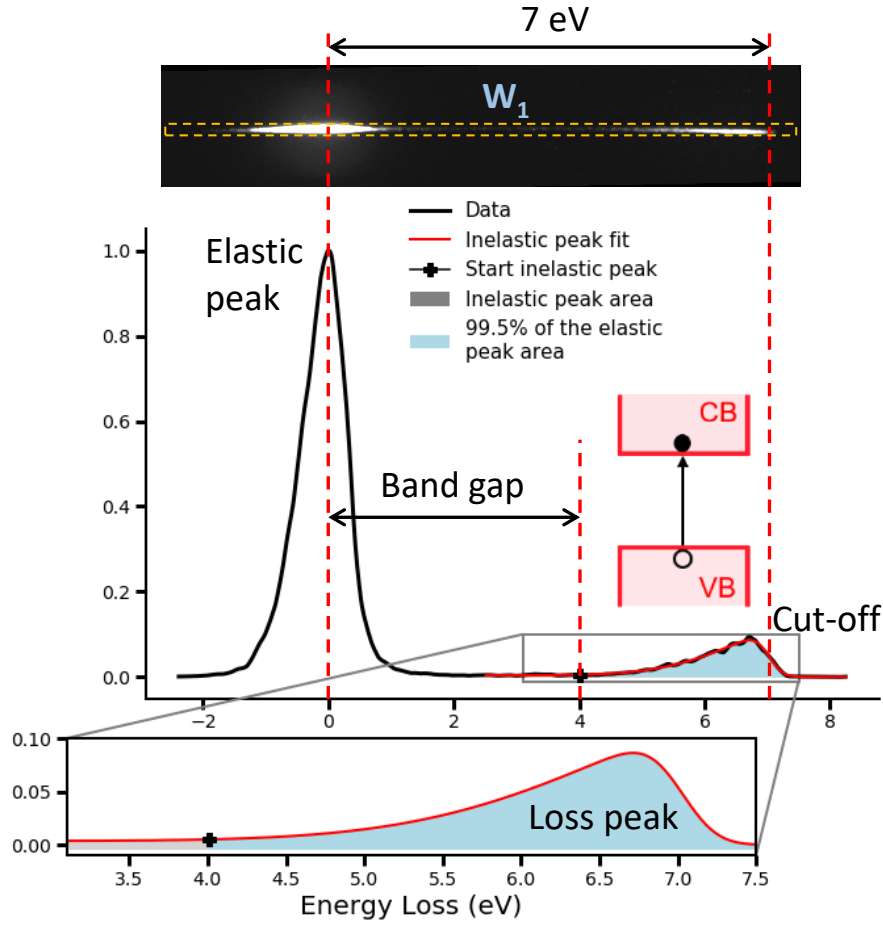 7 eV
W1
Data
Inelastic peak fit
Start inelastic peak
Inelastic peak area
99.5% of the elastic
peak area
Elastic
peak
1.0
0.8
0.6
0.4
0.2
0.0
CB
Band gap
VB
Cut-off
−2
0
2
4
6
8
0.10
0.05
0.00
Loss peak
3.5
4.0
4.5
5.0
5.5
6.0
6.5
7.0
7.5
Energy Loss (eV)